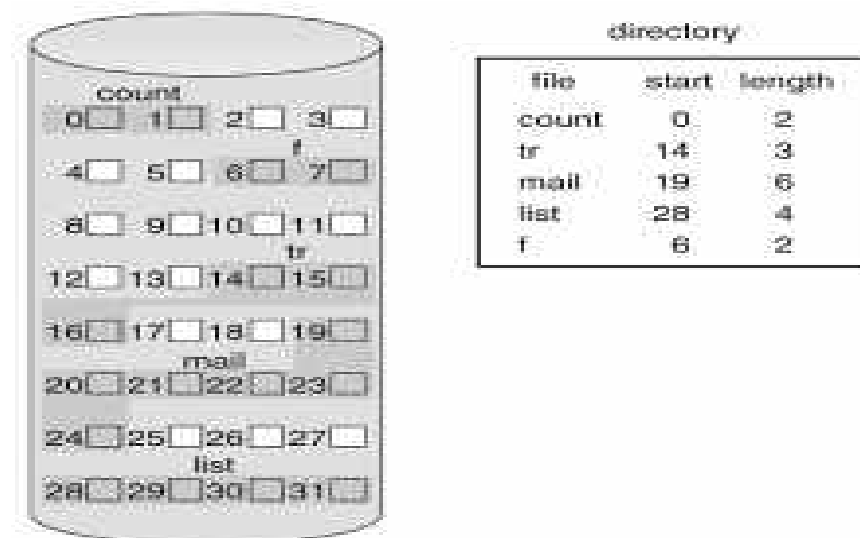 count
0 1 2 3
f
4 5 6 7
8 9 10 11
tr
12 13 14 15
16 17 18 19
mail
20 21 22 23
24 25 26 27
list
28 29 30 31
directory
file start length
count 0 2
tr 14 3
mail 19 6
list 28 4
f 6 2